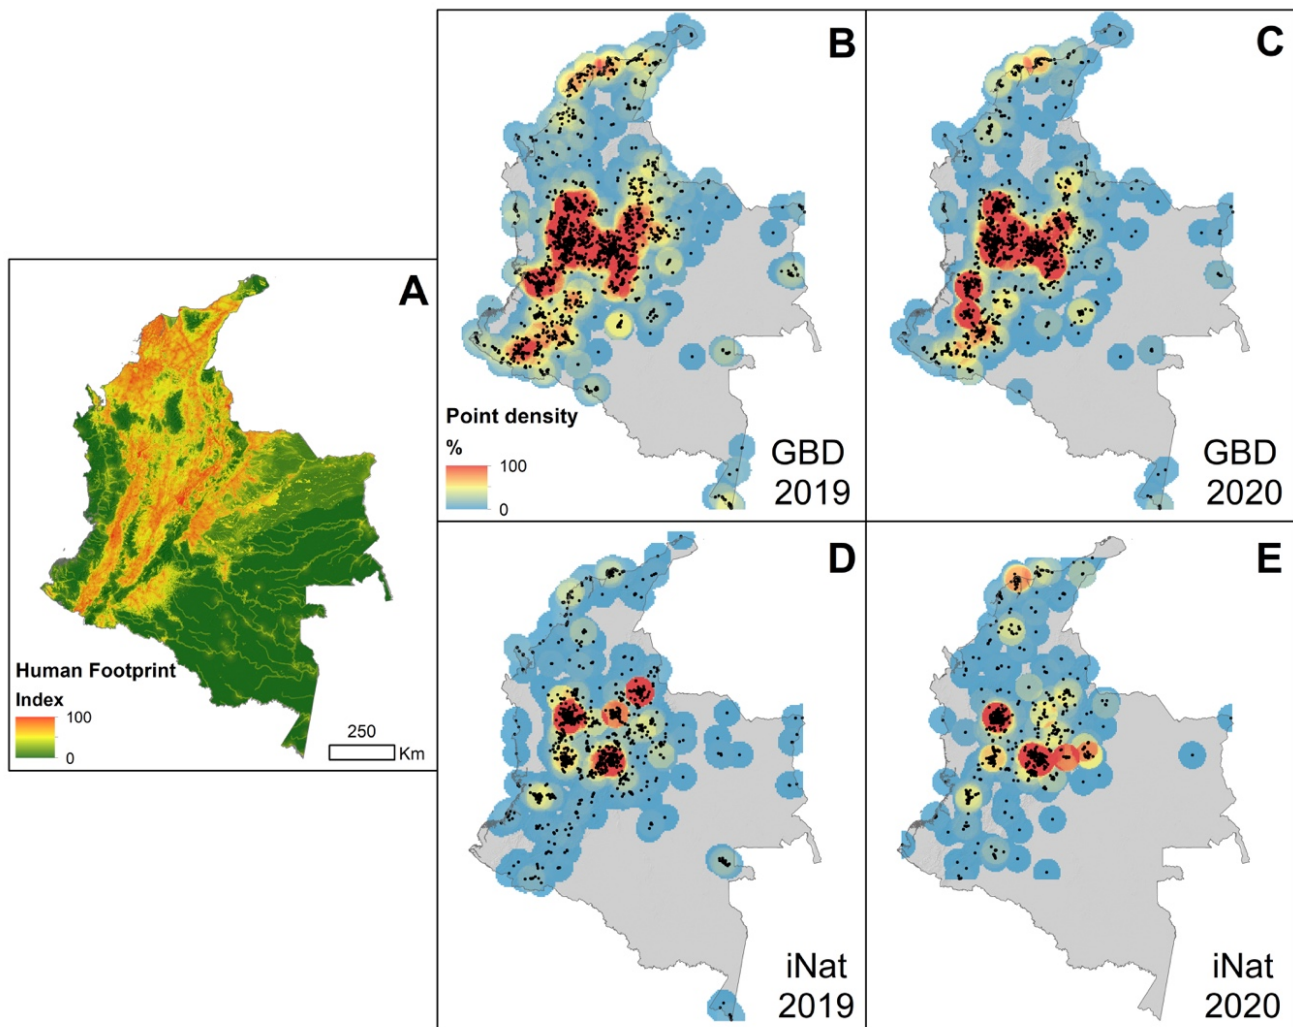 A
Human Footprint
Index
100
0
250
Km
B
Point density
%
100
0
GBD
2019
C
GBD
2020
D
iNat
2019
E
iNat
2020